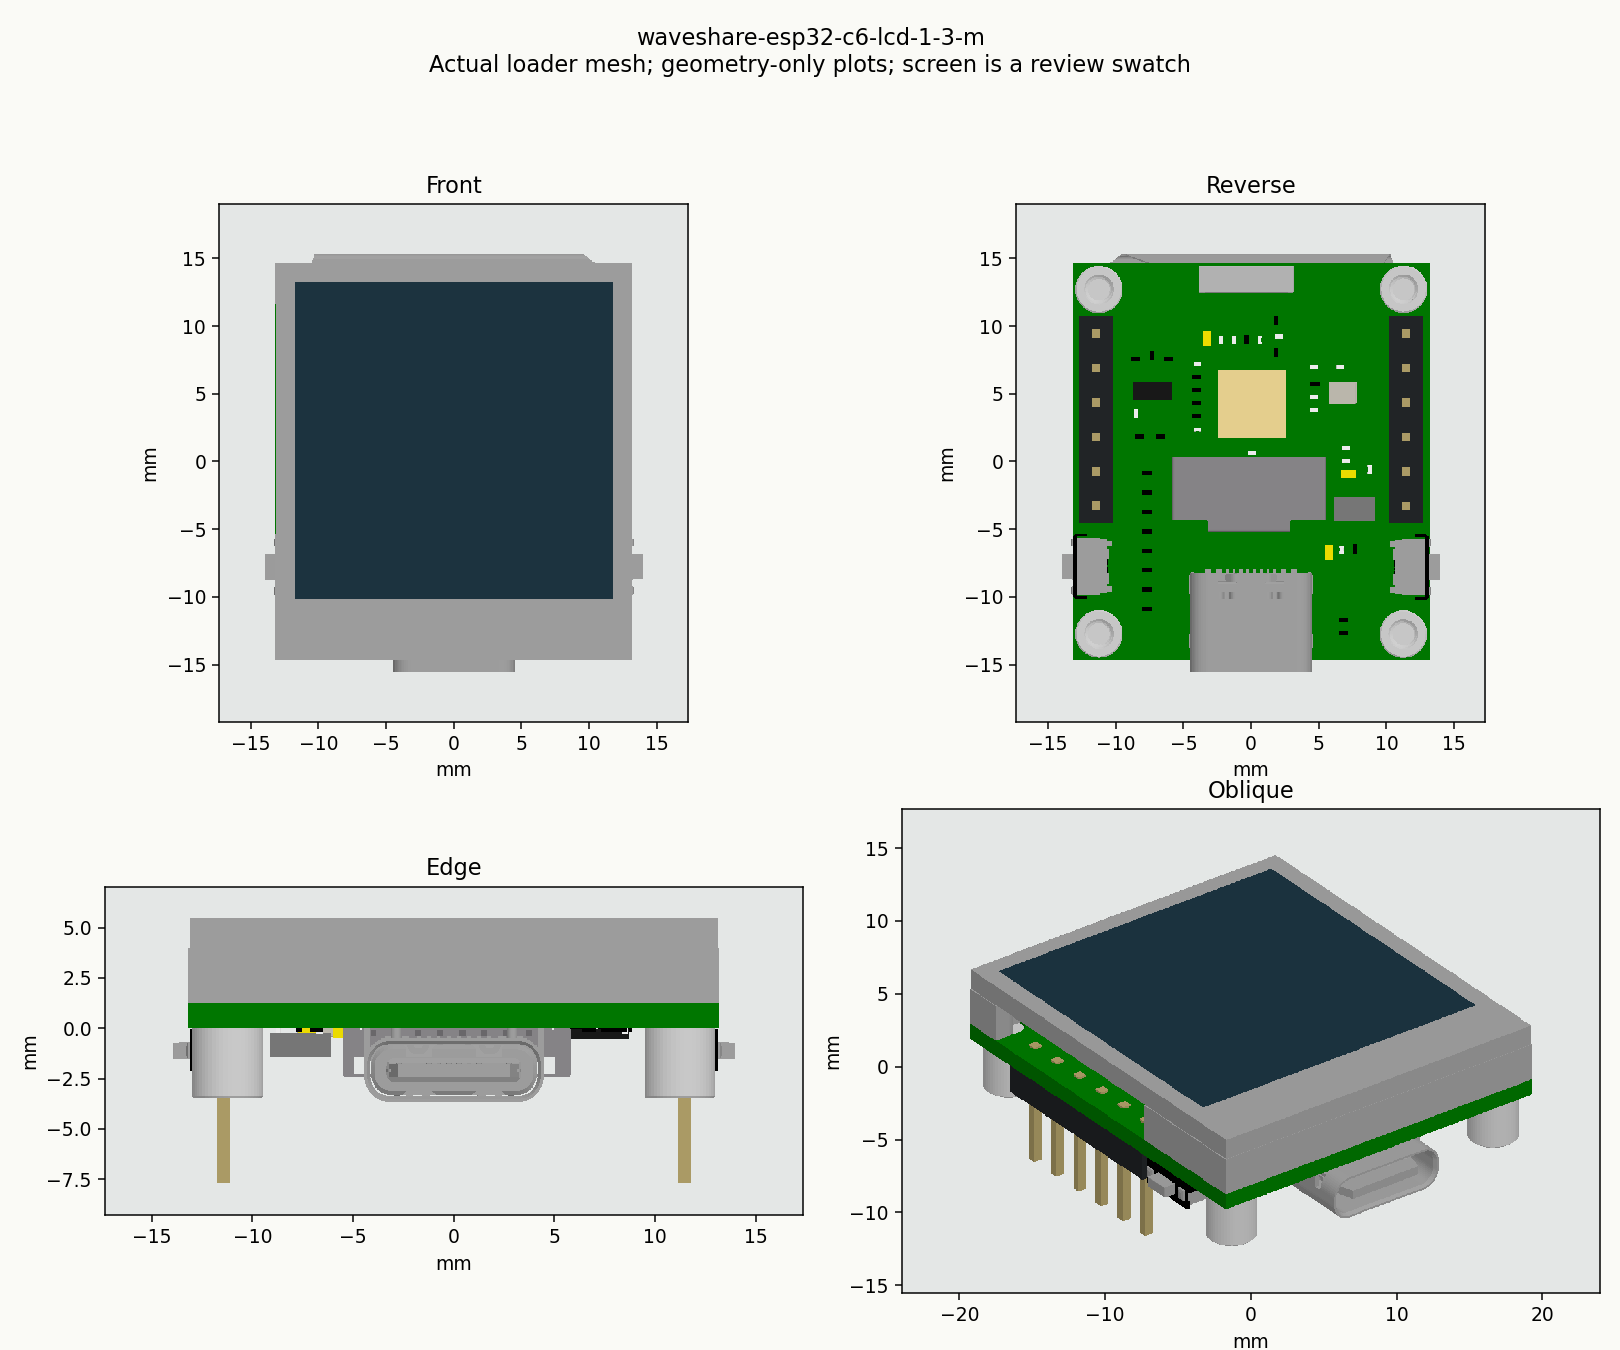 waveshare-esp32-c6-lcd-1-3-m
Actual loader mesh; geometry-only plots; screen is a review swatch
Front
15
10
5
0
−5
−10
−15
mm
−15 −10 −5 0 5 10 15
mm
Reverse
15
10
5
0
−5
−10
−15
mm
−15 −10 −5 0 5 10 15
mm
Edge
5.0
2.5
0.0
−2.5
−5.0
−7.5
mm
−15 −10 −5 0 5 10 15
mm
Oblique
15
10
5
0
−5
−10
−15
mm
−20 −10 0 10 20
mm